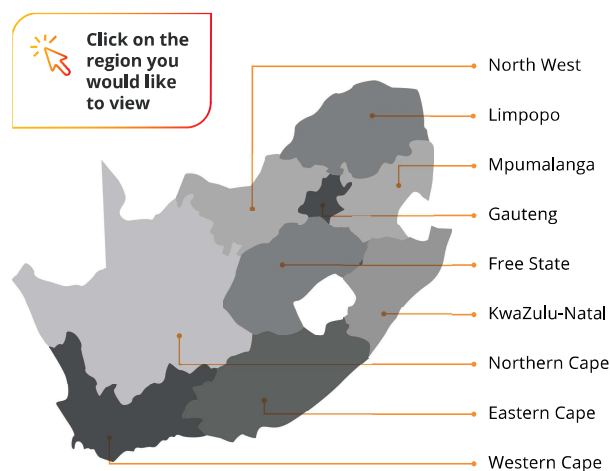 Click on the
region you
would like
to view
North West
Limpopo
Mpumalanga
Gauteng
Free State
KwaZulu-Natal
Northern Cape
Eastern Cape
Western Cape